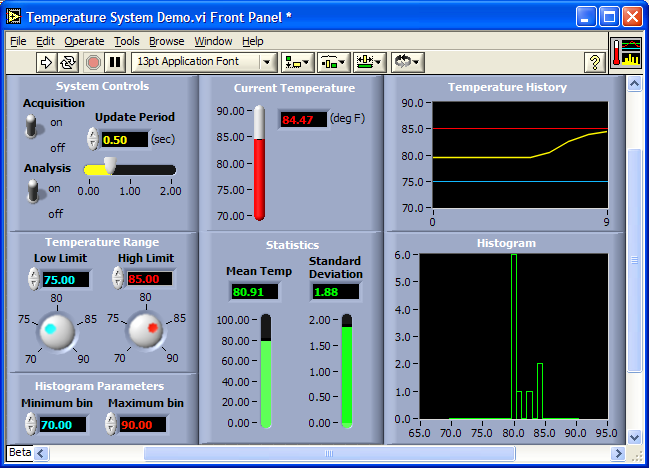 Temperature System Demo.vi Front Panel *
File Edit Operate Tools Browse Window Help
13pt Application Font
?
System Controls
Acquisition
on
off
Update Period
0.50 (sec)
0.00 1.00 2.00
Analysis
on
off
Current Temperature
90.00
85.00
80.00
75.00
70.00
84.47 (deg F)
Temperature History
90.0
85.0
80.0
75.0
70.0
0 9
Temperature Range
Low Limit High Limit
75.00 85.00
80 80
75 85 75 85
70 90 70 90
Histogram Parameters
Minimum bin Maximum bin
70.00 90.00
Statistics
Mean Temp
80.91
100.00
80.00
60.00
40.00
20.00
0.00
Standard
Deviation
1.88
2.00
1.50
1.00
0.50
0.00
Histogram
6.0
5.0
4.0
3.0
2.0
1.0
0.0
65.0 70.0 75.0 80.0 85.0 90.0 95.0
Beta